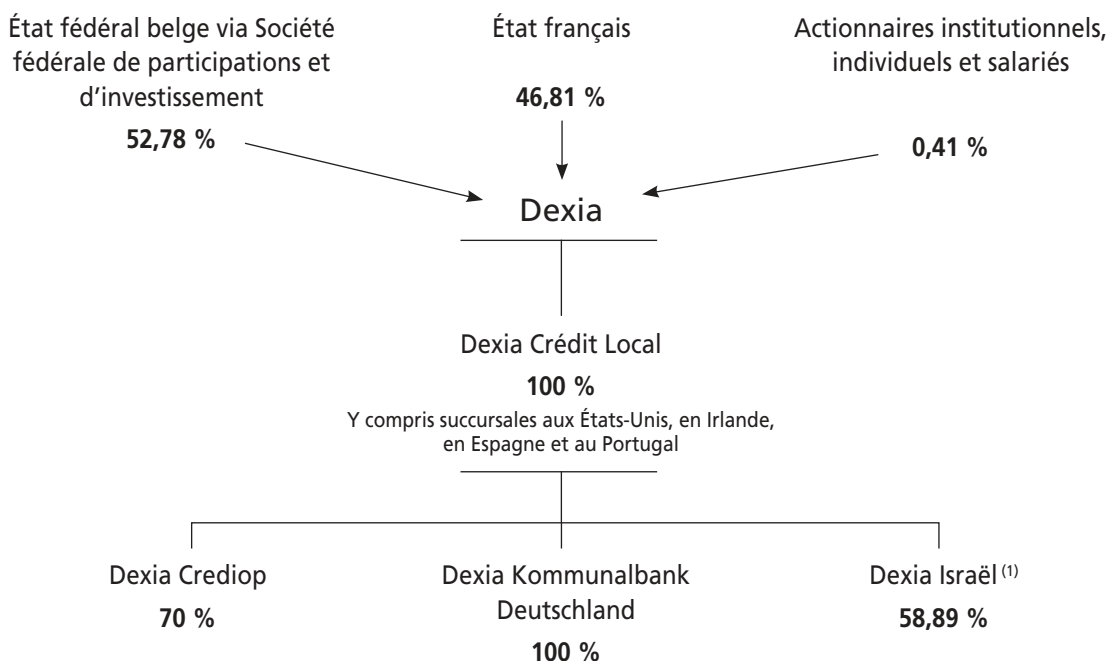 État fédéral belge via Société
fédérale de participations et
d’investissement
52,78 %
État français
46,81 %
Actionnaires institutionnels,
individuels et salariés
0,41 %
Dexia
Dexia Crédit Local
100 %
Y compris succursales aux États-Unis, en Irlande,
en Espagne et au Portugal
Dexia Crediop
70 %
Dexia Kommunalbank
Deutschland
100 %
Dexia Israël (1)
58,89 %